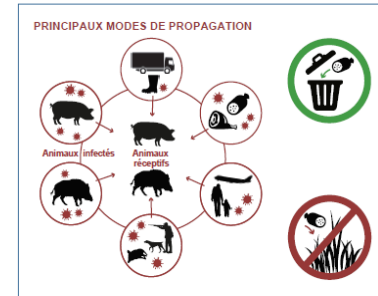 PRINCIPAUX MODES DE PROPAGATION
Animaux infectés
Animaux
réceptifs